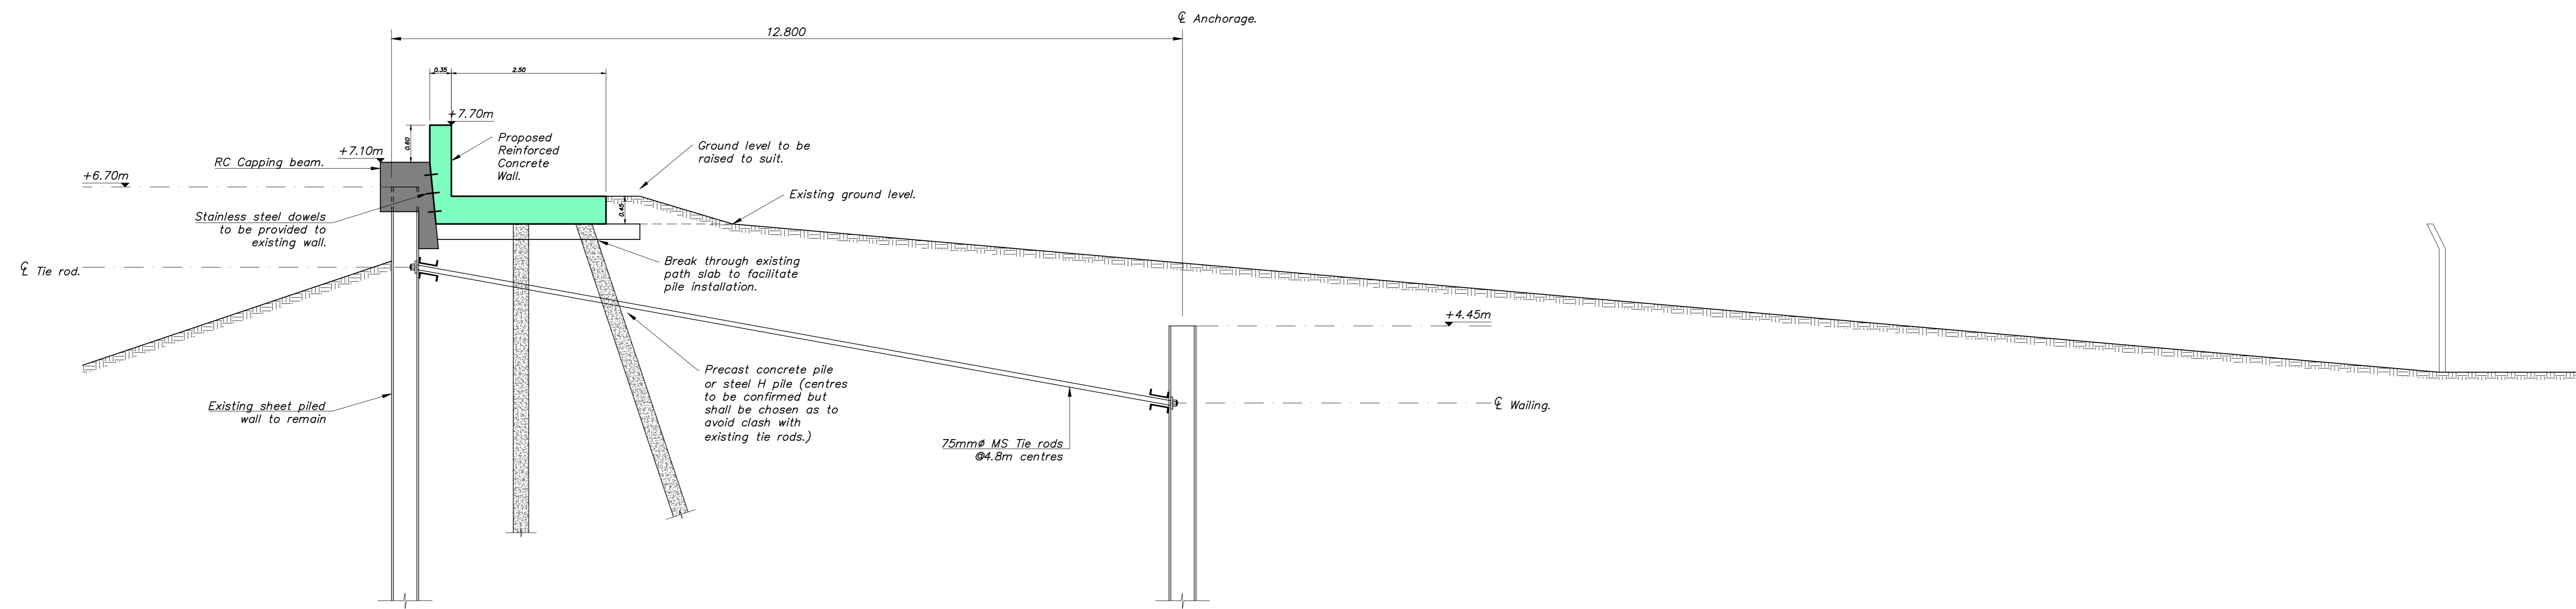 ℄ Anchorage.
12.800
0.35
2.50
+7.70m
0.60
Proposed
Reinforced
Concrete
Wall.
+7.10m
RC Capping beam.
+6.70m
Ground level to be
raised to suit.
Existing ground level.
0.45
Stainless steel dowels
to be provided to
existing wall.
℄ Tie rod.
Break through existing
path slab to facilitate
pile installation.
+4.45m
Precast concrete pile
or steel H pile (centres
to be confirmed but
shall be chosen as to
avoid clash with
existing tie rods.)
Existing sheet piled
wall to remain
℄ Wailing.
75mmø MS Tie rods
@4.8m centres